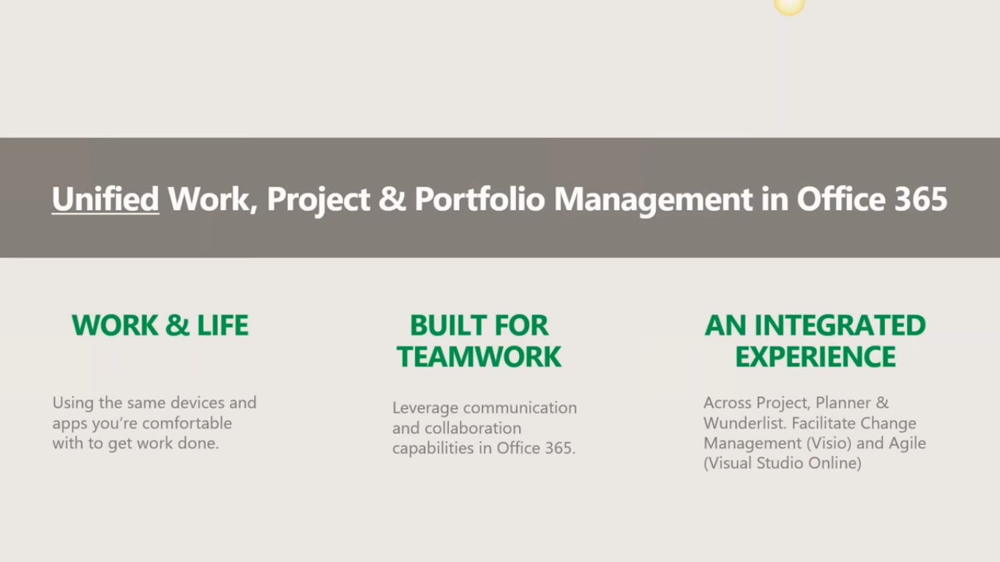 Unified Work, Project & Portfolio Management in Office 365
WORK & LIFE
Using the same devices and
apps you're comfortable
with to get work done.
BUILT FOR
TEAMWORK
Leverage communication
and collaboration
capabilities in Office 365.
AN INTEGRATED
EXPERIENCE
Across Project, Planner &
Wunderlist. Facilitate Change
Management (Visio) and Agile
(Visual Studio Online)